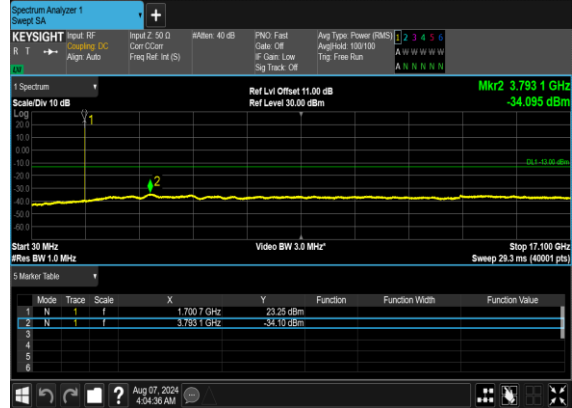 Spectrum Analyzer 1
Swept SA
+
KEYSIGHT Input: RF Input Z: 50 Ω #Atten: 40 dB PNO: Fast Avg Type: Power (RMS) 1 2 3 4 5 6
R T Coupling: DC Corr CCorr Gate: Off Avg|Hold: 100/100 A W W W W W
Align: Auto Freq Ref: Int (S) IF Gain: Low Trig: Free Run
Sig Track: Off A N N N N N
1 Spectrum Ref Lvl Offset 11.00 dB Mkr2 3.793 1 GHz
Scale/Div 10 dB Ref Level 30.00 dBm -34.095 dBm
Log
20.0
10.0
0.00
-10.0
-20.0
-30.0
-40.0
-50.0
-60.0
1
2
DL1 -13.00 dBm
Start 30 MHz Video BW 3.0 MHz* Stop 17.100 GHz
#Res BW 1.0 MHz Sweep 29.3 ms (40001 pts)
5 Marker Table
Mode Trace Scale X Y Function Function Width Function Value
1 N 1 f 1.700 7 GHz 23.25 dBm
2 N 1 f 3.793 1 GHz -34.10 dBm
3
4
5
6
? Aug 07, 2024
4:04:36 AM